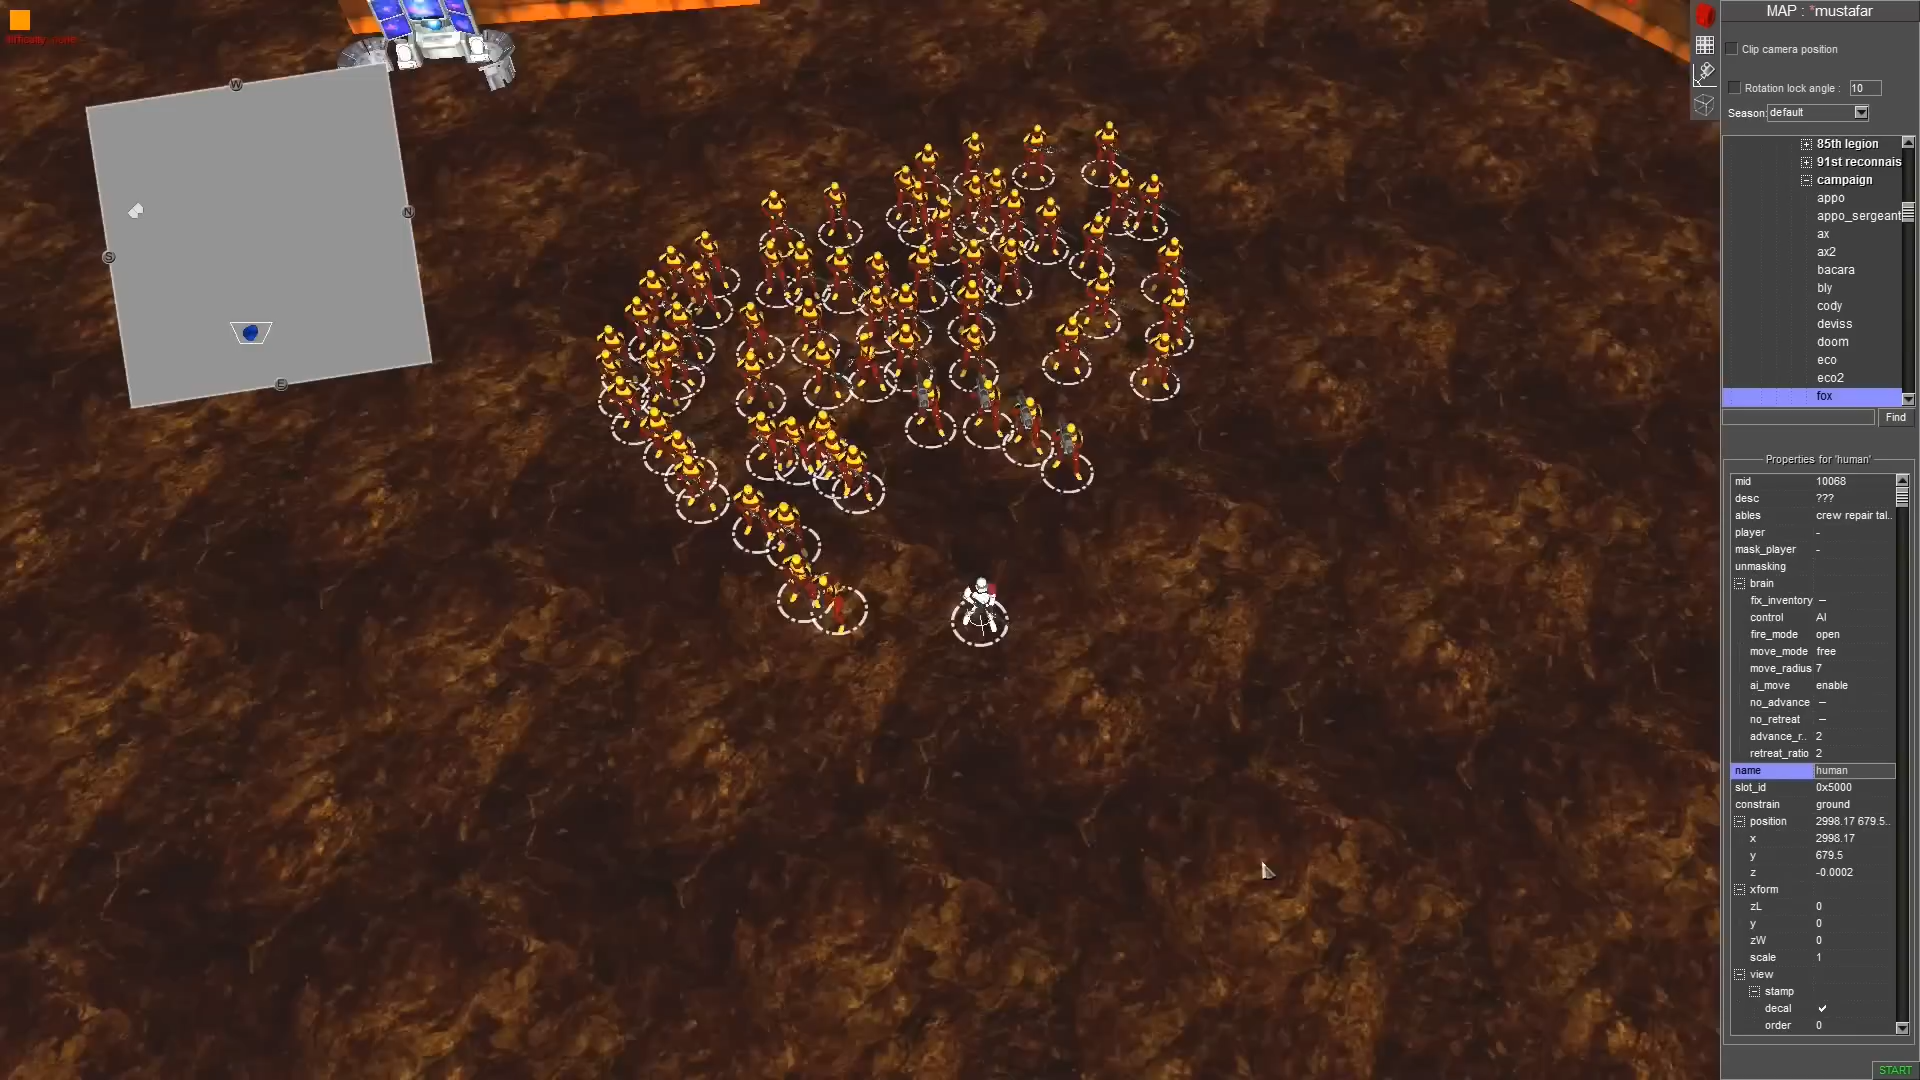 MAP : *mustafar
Clip camera position
Rotation lock angle : 10
Season: default
85th legion
91st reconnais
campaign
appo
appo_sergeant
ax
ax2
bacara
bly
cody
deviss
doom
eco
eco2
fox
Find
Properties for 'human'
mid 10068
desc ???
ables crew repair tal..
player -
mask_player -
unmasking
brain
fix_inventory –
control AI
fire_mode open
move_mode free
move_radius 7
ai_move enable
no_advance –
no_retreat –
advance_r.. 2
retreat_ratio 2
name human
slot_id 0x5000
constrain ground
position 2998.17 679.5..
x 2998.17
y 679.5
z -0.0002
xform
zL 0
y 0
zW 0
scale 1
view
stamp
decal
order 0
START
W
N
S
E